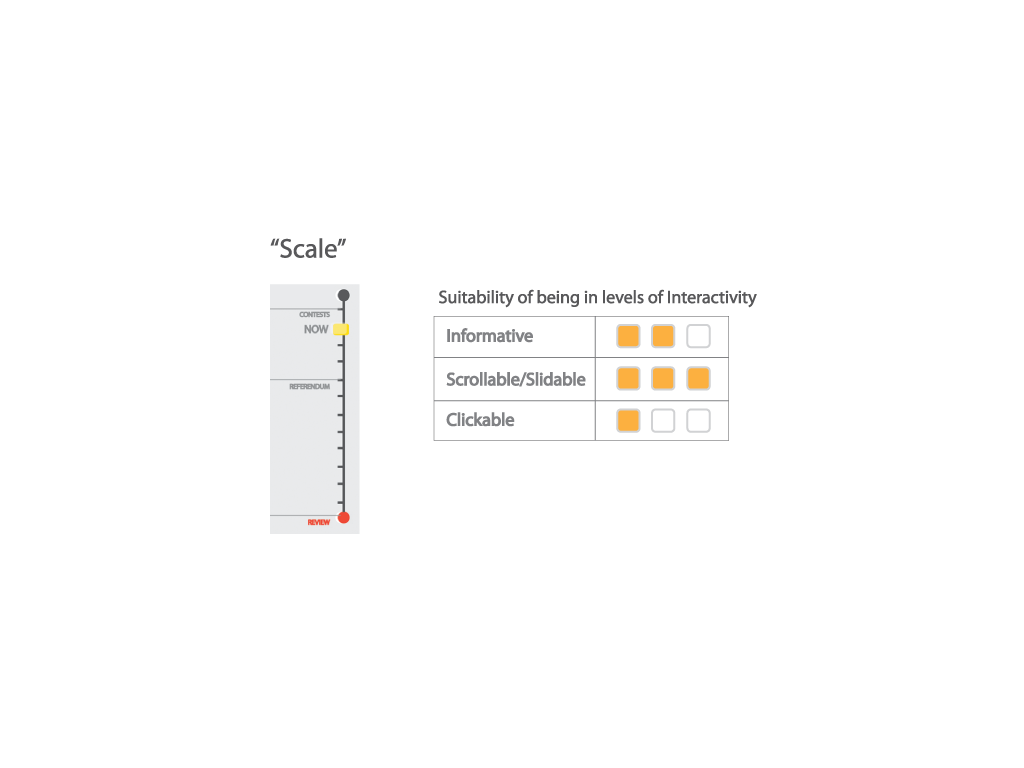 “Scale”
CONTESTS
NOW
REFERENDUM
REVIEW
Suitability of being in levels of Interactivity
Informative
Scrollable/Slidable
Clickable